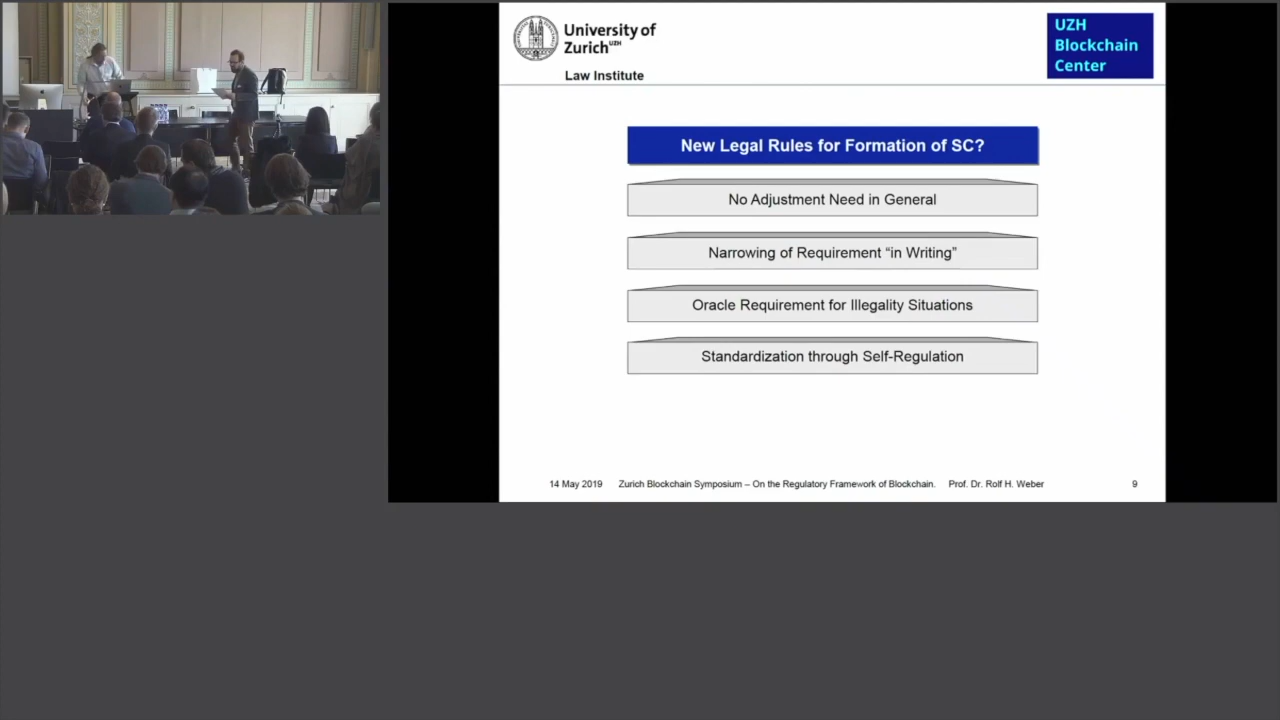 University of
Zurich UZH
Law Institute
UZH
Blockchain
Center
New Legal Rules for Formation of SC?
No Adjustment Need in General
Narrowing of Requirement “in Writing”
Oracle Requirement for Illegality Situations
Standardization through Self-Regulation
14 May 2019 Zurich Blockchain Symposium – On the Regulatory Framework of Blockchain. Prof. Dr. Rolf H. Weber 9